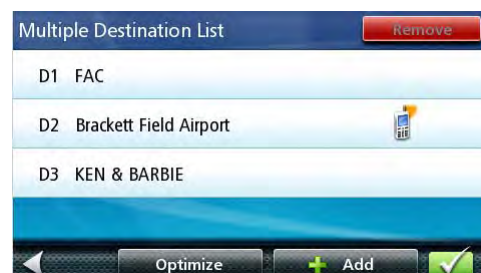 Multiple Destination List Remove
D1 FAC
D2 Brackett Field Airport
D3 KEN & BARBIE
Optimize Add